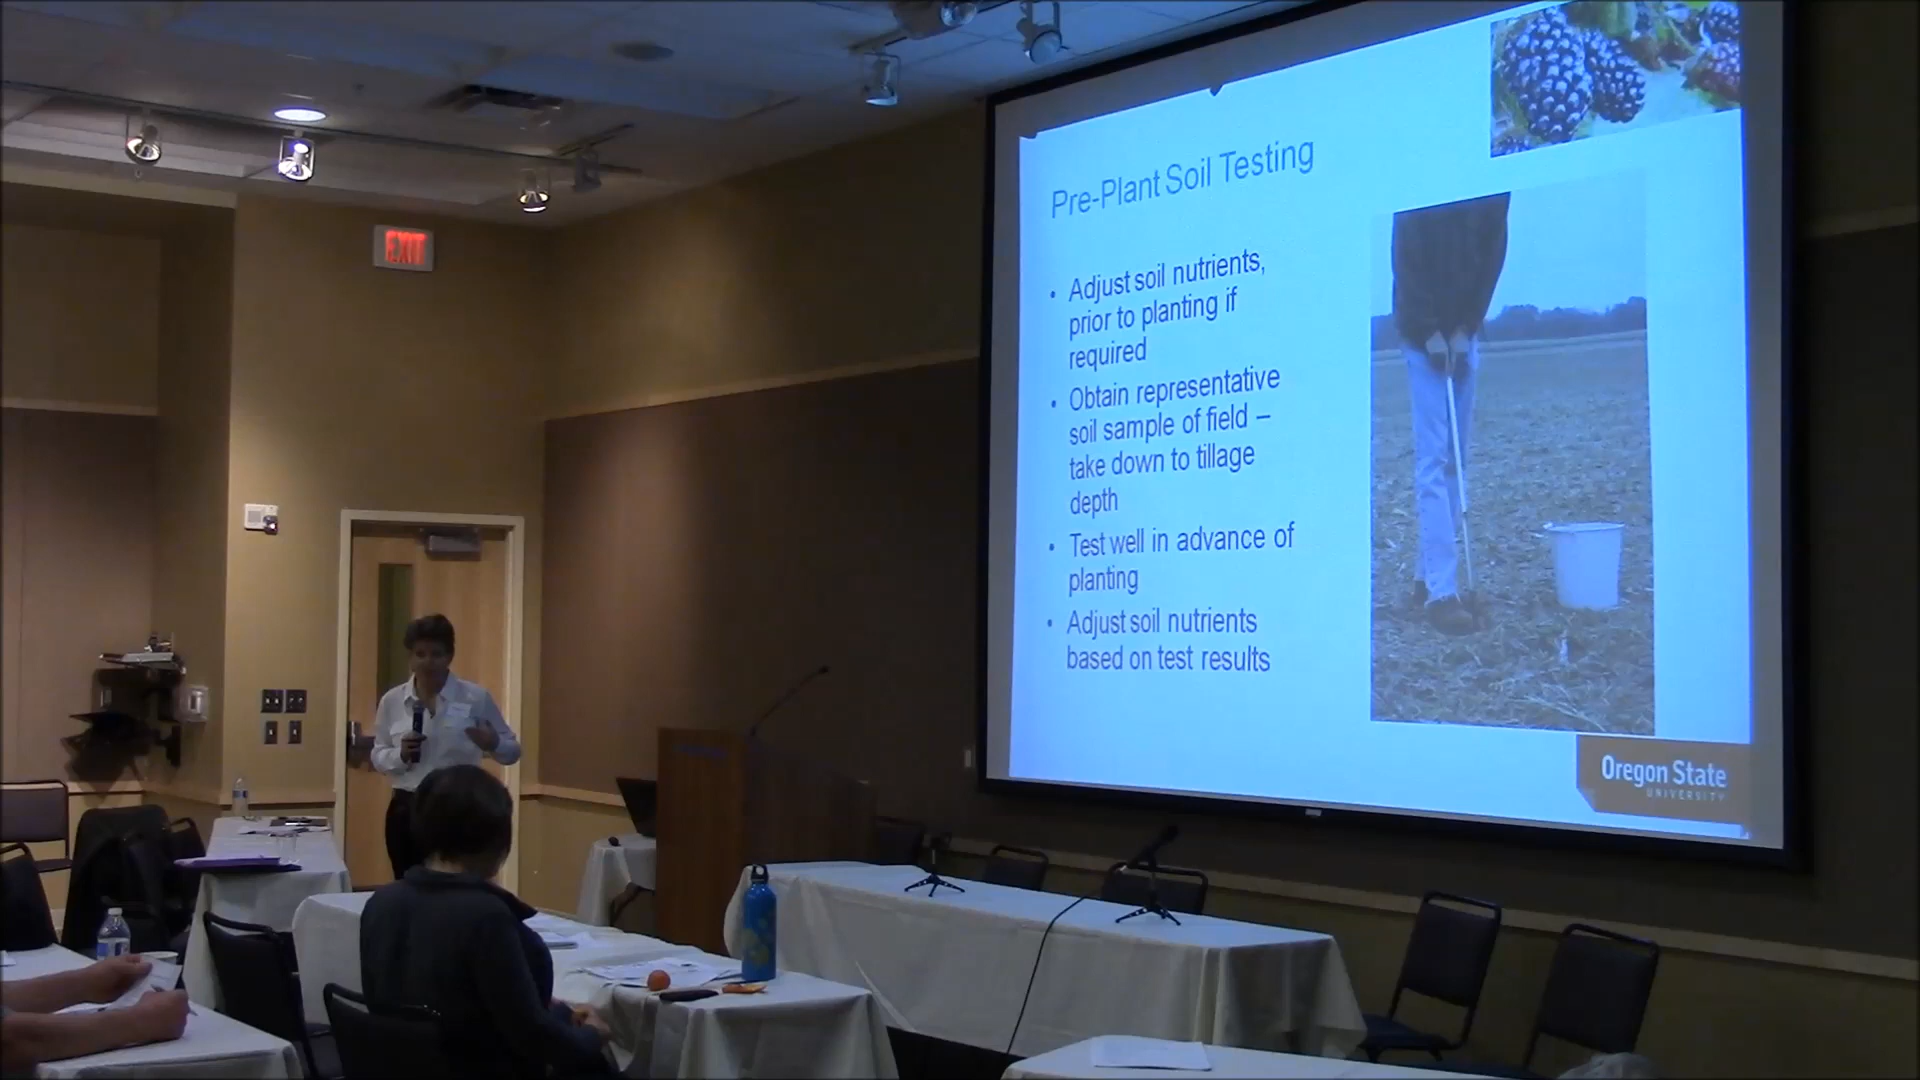 EXIT
Pre-Plant Soil Testing
• Adjust soil nutrients,
prior to planting if
required
• Obtain representative
soil sample of field –
take down to tillage
depth
• Test well in advance of
planting
• Adjust soil nutrients
based on test results
Oregon State
UNIVERSITY